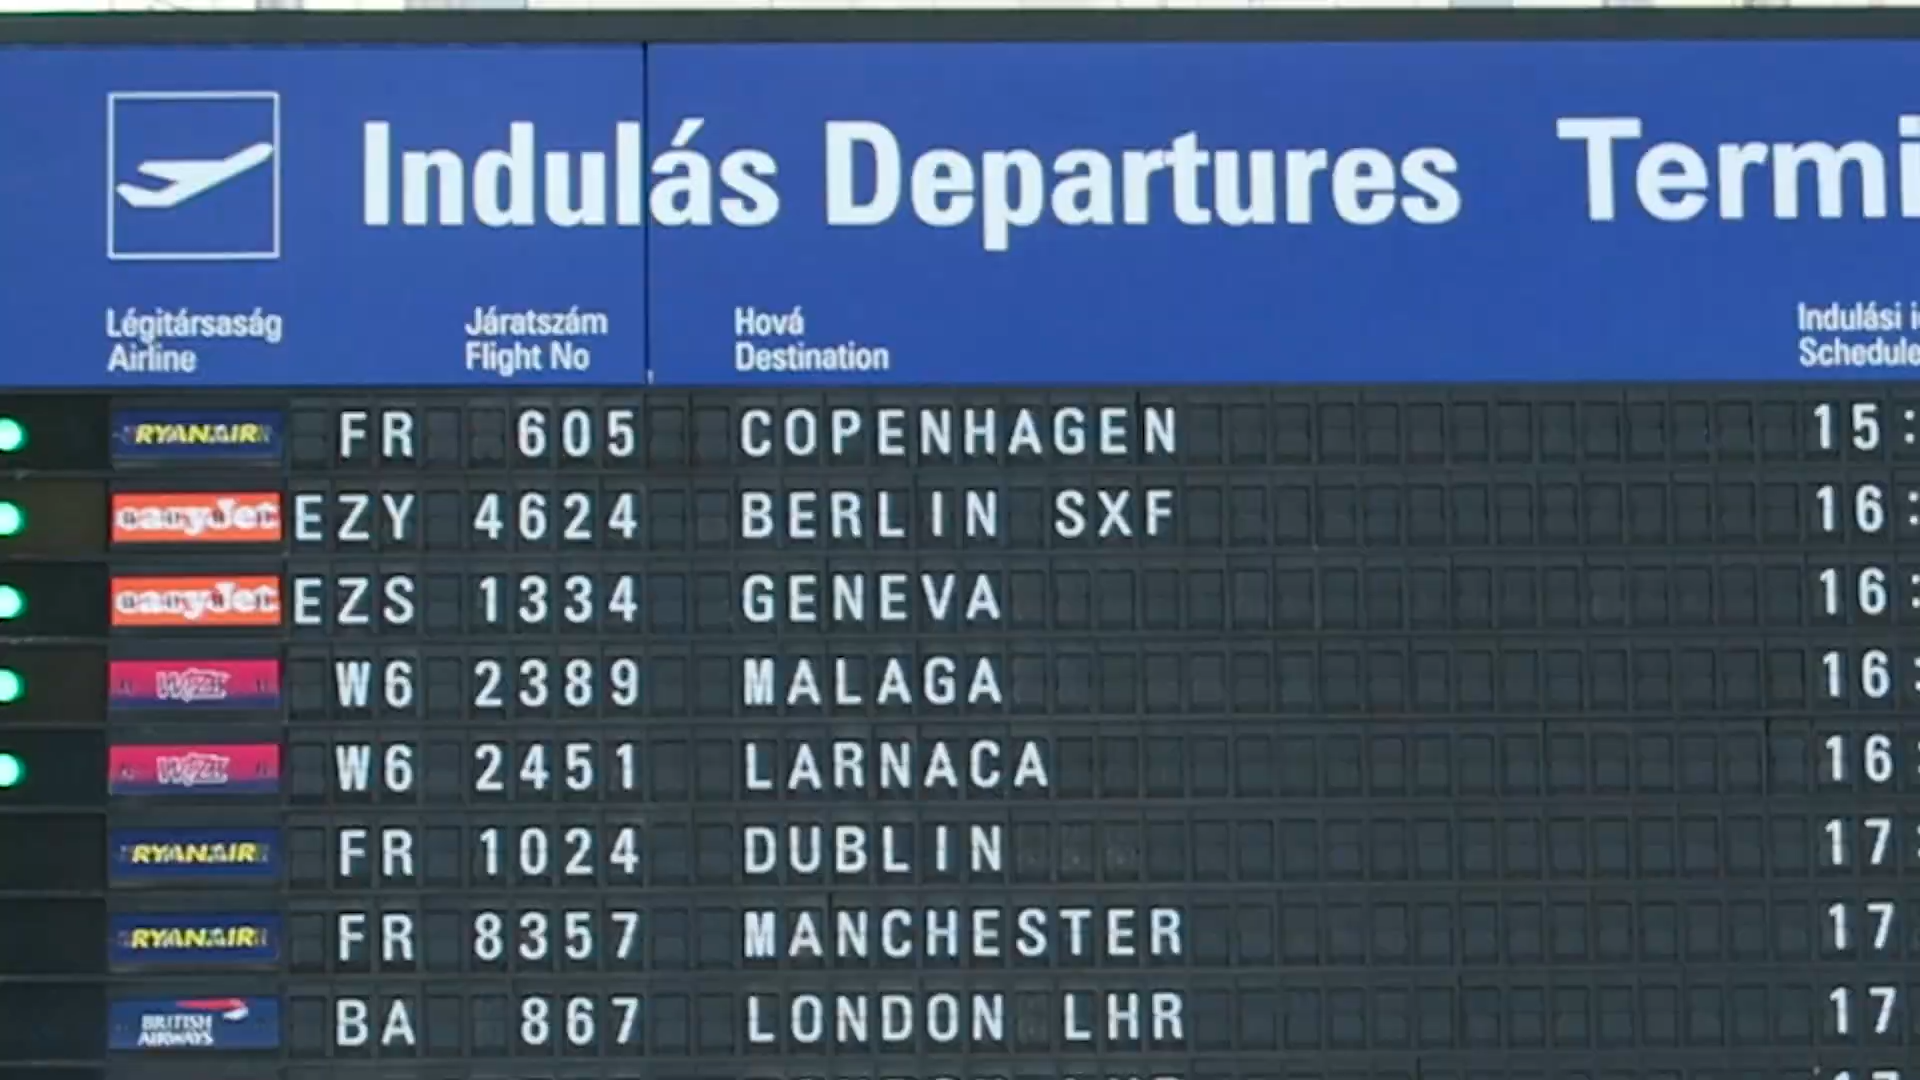 Indulás Departures Termi
Légitársaság Járatszám Hová Indulási i
Airline Flight No Destination Schedule
RYANAIR FR 605 COPENHAGEN 15:
easyJet EZY 4624 BERLIN SXF 16:
easyJet EZS 1334 GENEVA 16:
Wizz W6 2389 MALAGA 16:
Wizz W6 2451 LARNACA 16:
RYANAIR FR 1024 DUBLIN 17:
RYANAIR FR 8357 MANCHESTER 17
BRITISH AIRWAYS BA 867 LONDON LHR 17